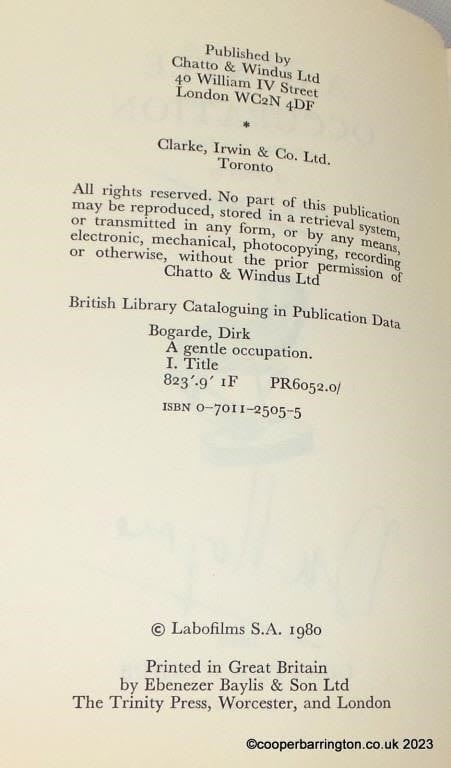 Published by
Chatto & Windus Ltd
40 William IV Street
London WC2N 4DF
*
Clarke, Irwin & Co. Ltd.
Toronto
All rights reserved. No part of this publication
may be reproduced, stored in a retrieval system,
or transmitted in any form, or by any means,
electronic, mechanical, photocopying, recording
or otherwise, without the prior permission of
Chatto & Windus Ltd
British Library Cataloguing in Publication Data
Bogarde, Dirk
A gentle occupation.
I. Title
823'.9' 1F PR6052.0/
ISBN 0-7011-2505-5
© Labofilms S.A. 1980
Printed in Great Britain
by Ebenezer Baylis & Son Ltd
The Trinity Press, Worcester, and London
©cooperbarrington.co.uk 2023